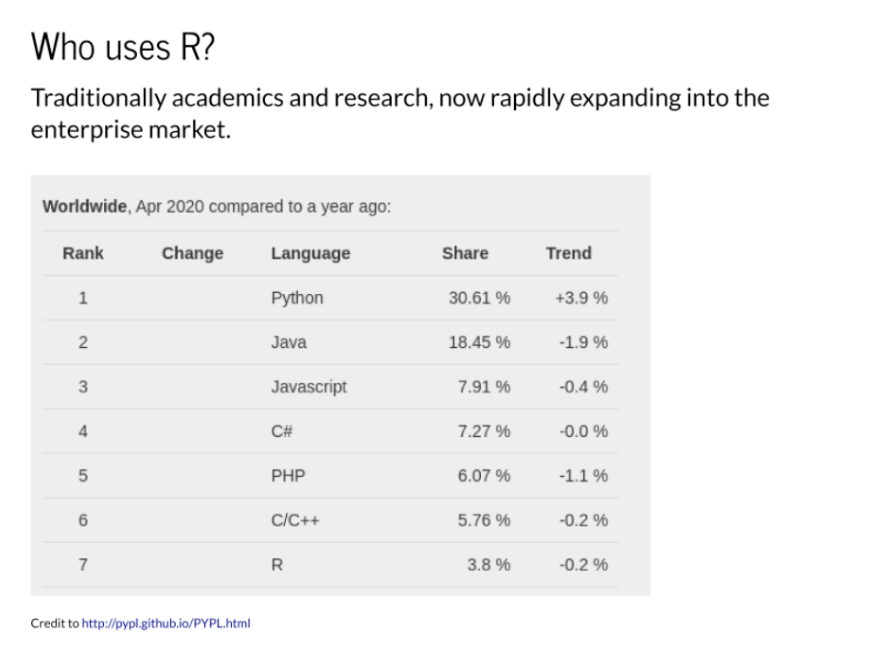 Who uses R?
Traditionally academics and research, now rapidly expanding into the
enterprise market.
Worldwide, Apr 2020 compared to a year ago:
Rank Change Language Share Trend
1 Python 30.61 % +3.9 %
2 Java 18.45 % -1.9 %
3 Javascript 7.91 % -0.4 %
4 C# 7.27 % -0.0 %
5 PHP 6.07 % -1.1 %
6 C/C++ 5.76 % -0.2 %
7 R 3.8 % -0.2 %
Credit to http://pypl.github.io/PYPL.html